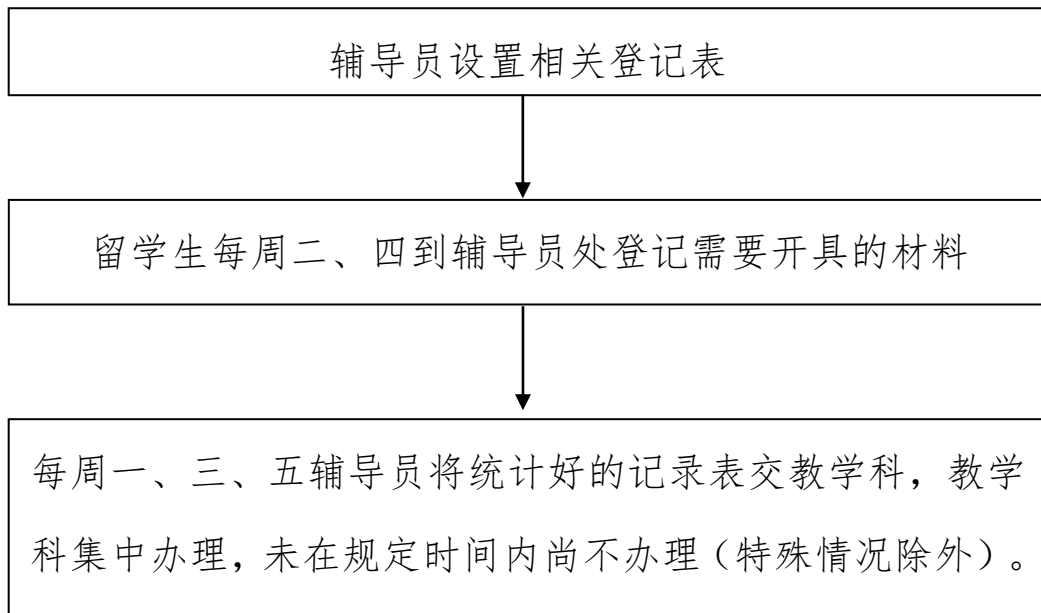 辅导员设置相关登记表
留学生每周二、四到辅导员处登记需要开具的材料
每周一、三、五辅导员将统计好的记录表交教学科，教学
科集中办理，未在规定时间内尚不办理（特殊情况除外）。